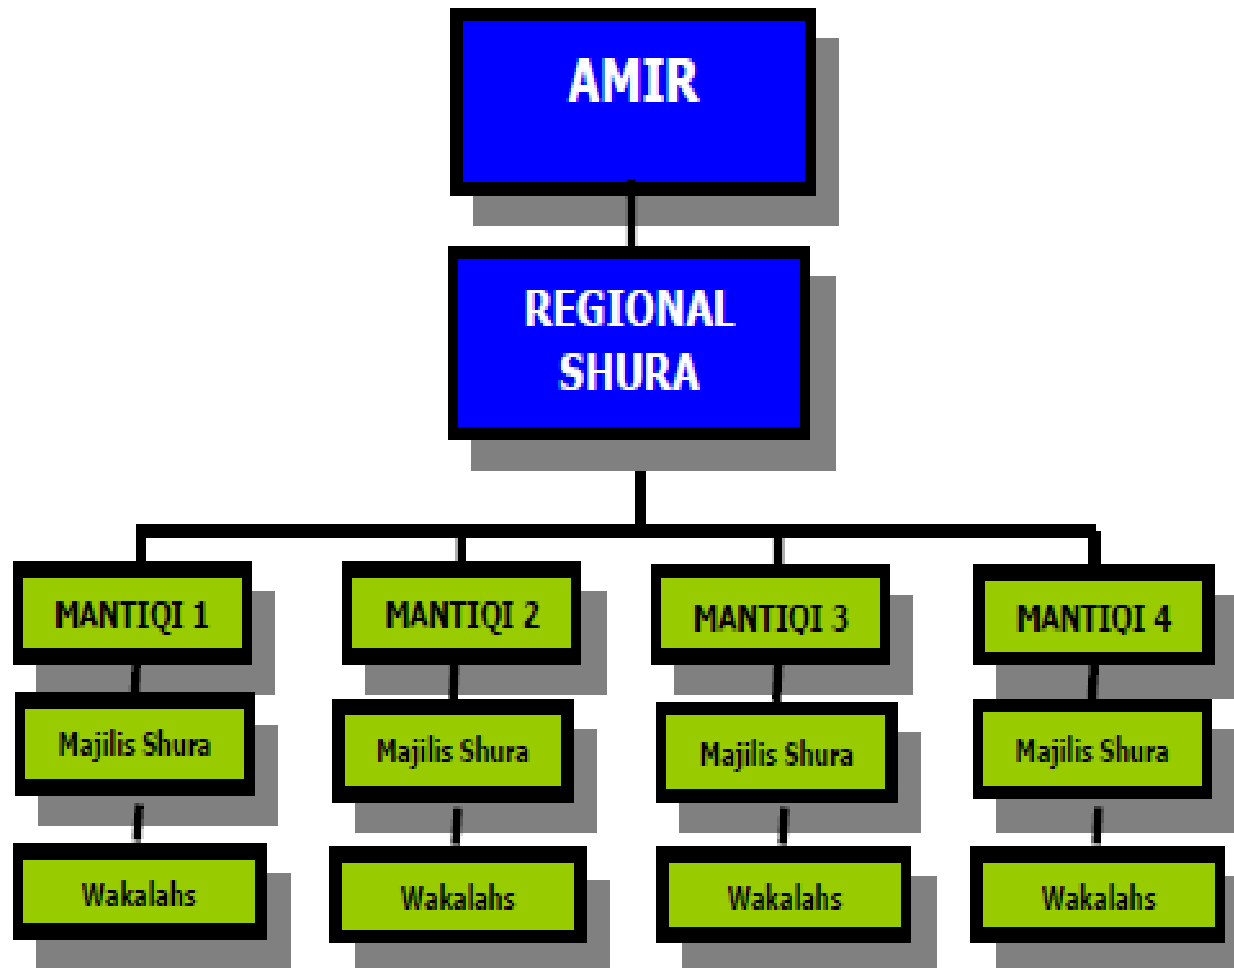 AMIR
REGIONAL
SHURA
MANTIQI 1
MANTIQI 2
MANTIQI 3
MANTIQI 4
Majilis Shura
Majilis Shura
Majilis Shura
Majilis Shura
Wakalahs
Wakalahs
Wakalahs
Wakalahs